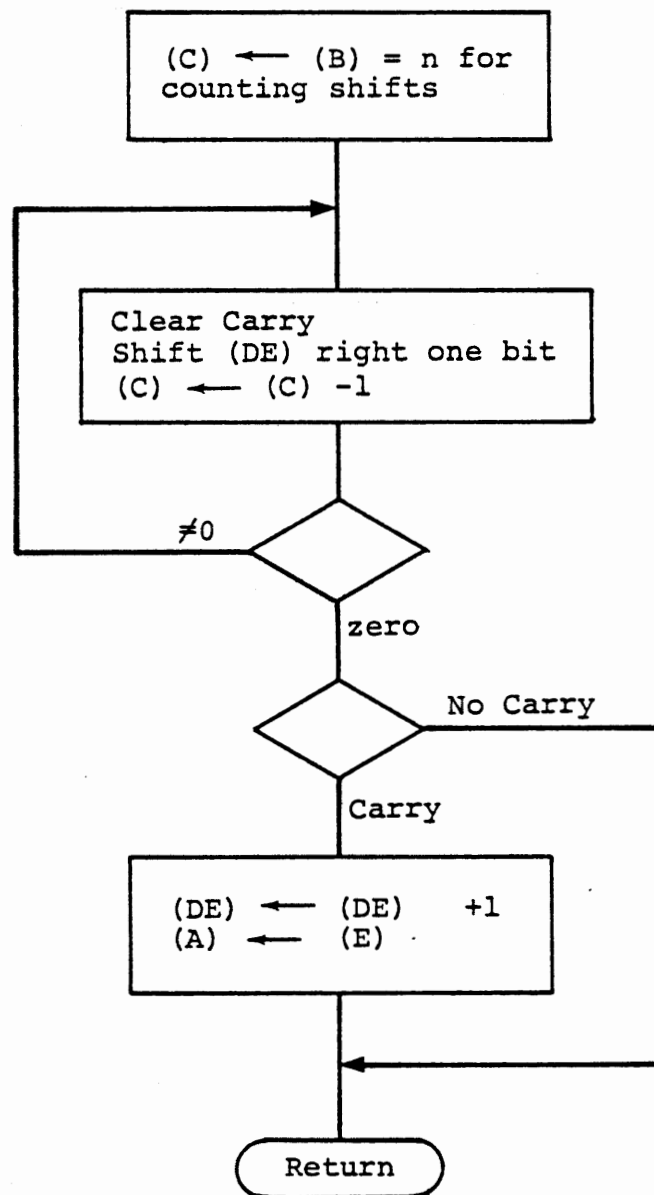 (C) ← (B) = n for
counting shifts
Clear Carry
Shift (DE) right one bit
(C) ← (C) -1
≠0
zero
No Carry
Carry
(DE) ← (DE) +1
(A) ← (E)
Return